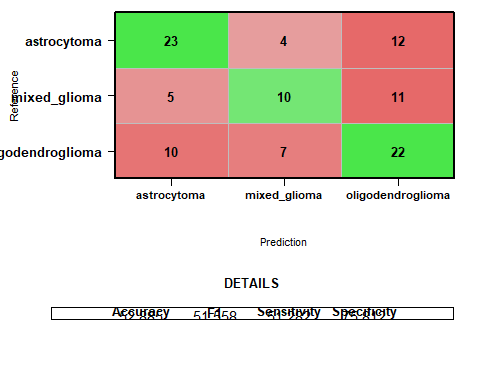 astrocytoma 23 4 12
Reference
mixed_glioma 5 10 11
godendroglioma 10 7 22
astrocytoma mixed_glioma oligodendroglioma
Prediction
DETAILS
Accuracy F1 Sensitivity Specificity